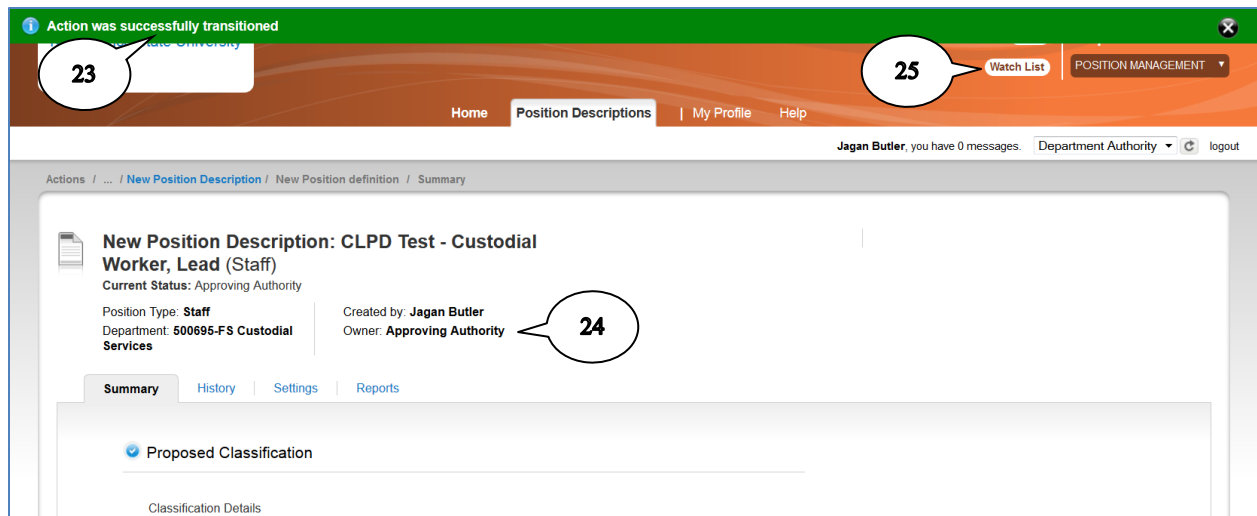 Action was successfully transitioned
State University
23
25
Watch List
POSITION MANAGEMENT
Home Position Descriptions | My Profile Help
Jagan Butler, you have 0 messages. Department Authority logout
Actions / ... / New Position Description / New Position definition / Summary
New Position Description: CLPD Test - Custodial
Worker, Lead (Staff)
Current Status: Approving Authority
Position Type: Staff
Department: 500695-FS Custodial
Services
Created by: Jagan Butler
Owner: Approving Authority
24
Summary History Settings Reports
Proposed Classification
Classification Details